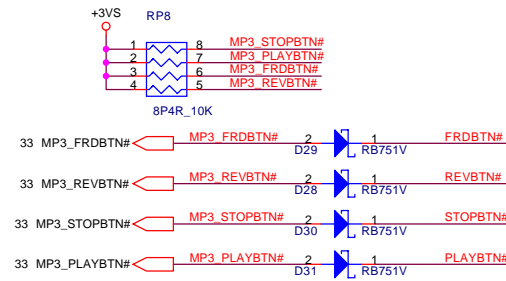 +3VS
RP8
1 8 MP3_STOPBTN#
2 7 MP3_PLAYBTN#
3 6 MP3_FRDBTN#
4 5 MP3_REVBTN#
8P4R_10K
33 MP3_FRDBTN# MP3_FRDBTN# 2 1 FRDBTN#
D29 RB751V
33 MP3_REVBTN# MP3_REVBTN# 2 1 REVBTN#
D28 RB751V
33 MP3_STOPBTN# MP3_STOPBTN# 2 1 STOPBTN#
D30 RB751V
33 MP3_PLAYBTN# MP3_PLAYBTN# 2 1 PLAYBTN#
D31 RB751V